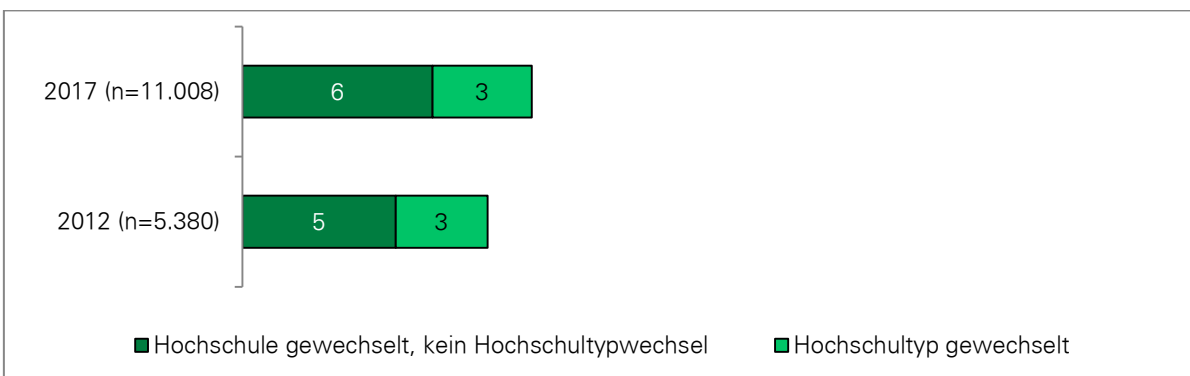 2017 (n=11.008)
6
3
2012 (n=5.380)
5
3
Hochschule gewechselt, kein Hochschultypwechsel
Hochschultyp gewechselt